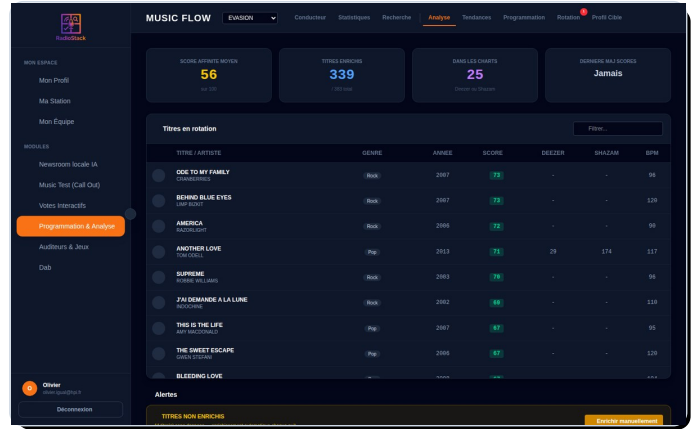 RadioStack
MON ESPACE
Mon Profil
Ma Station
Mon Équipe
MODULES
Newsroom locale IA
Music Test (Call Out)
Votes Interactifs
Programmation & Analyse
Auditeurs & Jeux
Dab
O
Olivier
Déconnexion
MUSIC FLOW
EVASION
Conducteur Statistiques Recherche Analyse Tendances Programmation Rotation Profil Cible
SCORE AFFINITE MOYEN
56
sur 100
TITRES ENRICHIS
339
DANS LES CHARTS
25
Deezer ou Shazam
DERNIERE MAJ SCORES
Jamais
Titres en rotation
Filtrer...
TITRE / ARTISTE GENRE ANNEE SCORE DEEZER SHAZAM BPM
ODE TO MY FAMILY
CRANBERRIES
Rock 2007 73 - - 96
BEHIND BLUE EYES
LIMP BIZKIT
Rock 2007 73 - - 120
AMERICA
RAZORLIGHT
Rock 2006 72 - - 90
ANOTHER LOVE
TOM ODELL
Pop 2013 71 29 174 117
SUPREME
ROBBIE WILLIAMS
Rock 2003 70 - - 96
J'AI DEMANDE A LA LUNE
INDOCHINE
Rock 2002 68 - - 110
THIS IS THE LIFE
AMY MACDONALD
Pop 2007 67 - - 95
THE SWEET ESCAPE
GWEN STEFANI
Pop 2006 67 - - 120
BLEEDING LOVE
Alertes
TITRES NON ENRICHIS
Enrichir manuellement